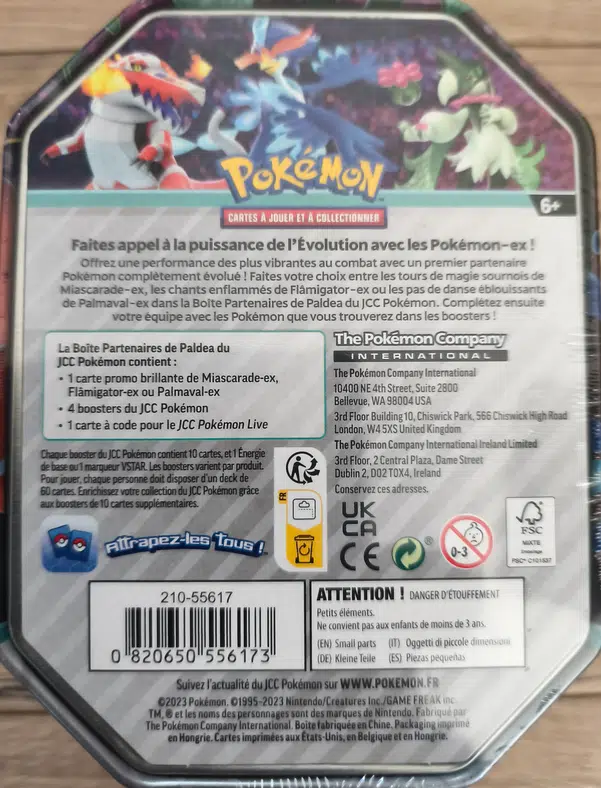 POKéMON
CARTES À JOUER ET À COLLECTIONNER
6+
Faites appel à la puissance de l'Évolution avec les Pokémon-ex !
Offrez une performance des plus vibrantes au combat avec un premier partenaire
Pokémon complètement évolué ! Faites votre choix entre les tours de magie sournois de
Miascarade-ex, les chants enflammés de Flâmigator-ex ou les pas de danse éblouissants
de Palmaval-ex dans la Boîte Partenaires de Paldea du JCC Pokémon. Complétez ensuite
votre équipe avec les Pokémon que vous trouverez dans les boosters !
La Boîte Partenaires de Paldea du
JCC Pokémon contient :
• 1 carte promo brillante de Miascarade-ex,
Flâmigator-ex ou Palmaval-ex
• 4 boosters du JCC Pokémon
• 1 carte à code pour le JCC Pokémon Live
Chaque booster du JCC Pokémon contient 10 cartes, et 1 Énergie
de base ou 1 marqueur VSTAR. Les boosters varient par produit.
Pour jouer, chaque personne doit disposer d'un deck de
60 cartes. Enrichissez votre collection du JCC Pokémon grâce
aux boosters de 10 cartes supplémentaires.
Attrapez-les Tous !
FR
The Pokémon Company
INTERNATIONAL
The Pokémon Company International
10400 NE 4th Street, Suite 2800
Bellevue, WA 98004 USA
3rd Floor Building 10, Chiswick Park, 566 Chiswick High Road
London, W4 5XS United Kingdom
The Pokémon Company International Ireland Limited
3rd Floor, 2 Central Plaza, Dame Street
Dublin 2, D02 T0X4, Ireland
Conservez ces adresses.
UK
CA
CE
®
0-3
FSC
MIXTE
Emballage
FSC® C101537
210-55617
0 820650 556173
ATTENTION ! DANGER D'ÉTOUFFEMENT
Petits éléments.
Ne convient pas aux enfants de moins de 3 ans.
(EN) Small parts (IT) Oggetti di piccole dimensioni
(DE) Kleine Teile (ES) Piezas pequeñas
Suivez l'actualité du JCC Pokémon sur WWW.POKEMON.FR
©2023 Pokémon. ©1995-2023 Nintendo/Creatures Inc./GAME FREAK inc.
TM, ® et les noms des personnages sont des marques de Nintendo. Fabriqué par
The Pokémon Company International. Boîte fabriquée en Chine. Packaging imprimé
en Hongrie. Cartes imprimées aux États-Unis, en Belgique et en Hongrie.